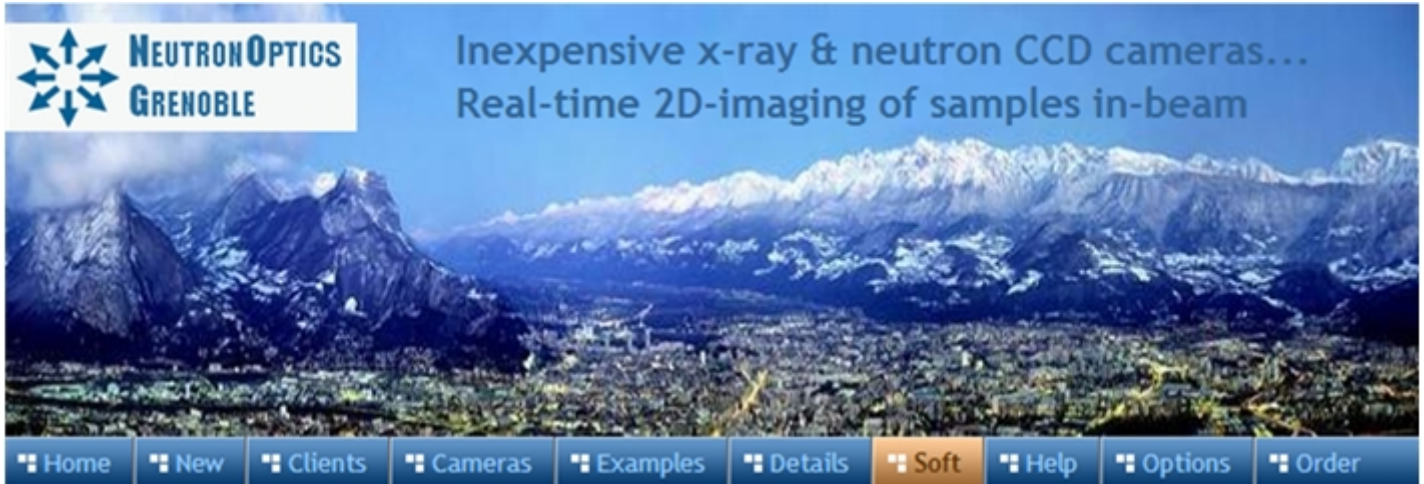 NEUTRONOPTICS
GRENOBLE
Inexpensive x-ray & neutron CCD cameras...
Real-time 2D-imaging of samples in-beam
Home New Clients Cameras Examples Details Soft Help Options Order